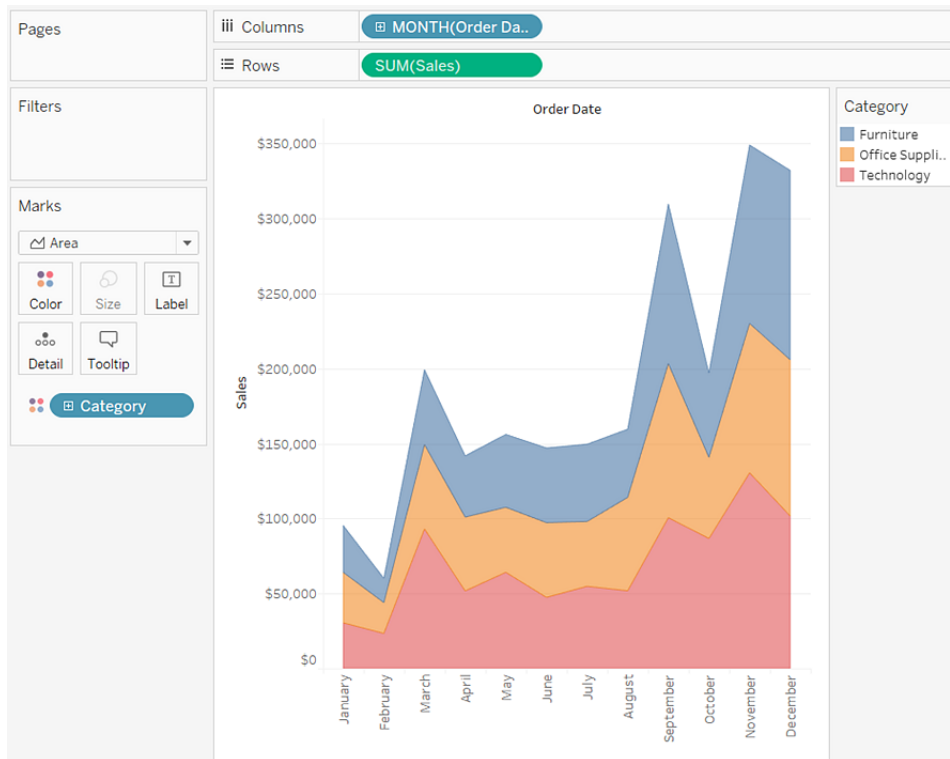 Pages
Columns
MONTH(Order Da..
Rows
SUM(Sales)
Filters
Marks
Area
Color
Size
Label
Detail
Tooltip
Category
Order Date
Sales
$350,000
$300,000
$250,000
$200,000
$150,000
$100,000
$50,000
$0
January
February
March
April
May
June
July
August
September
October
November
December
Category
Furniture
Office Suppli..
Technology